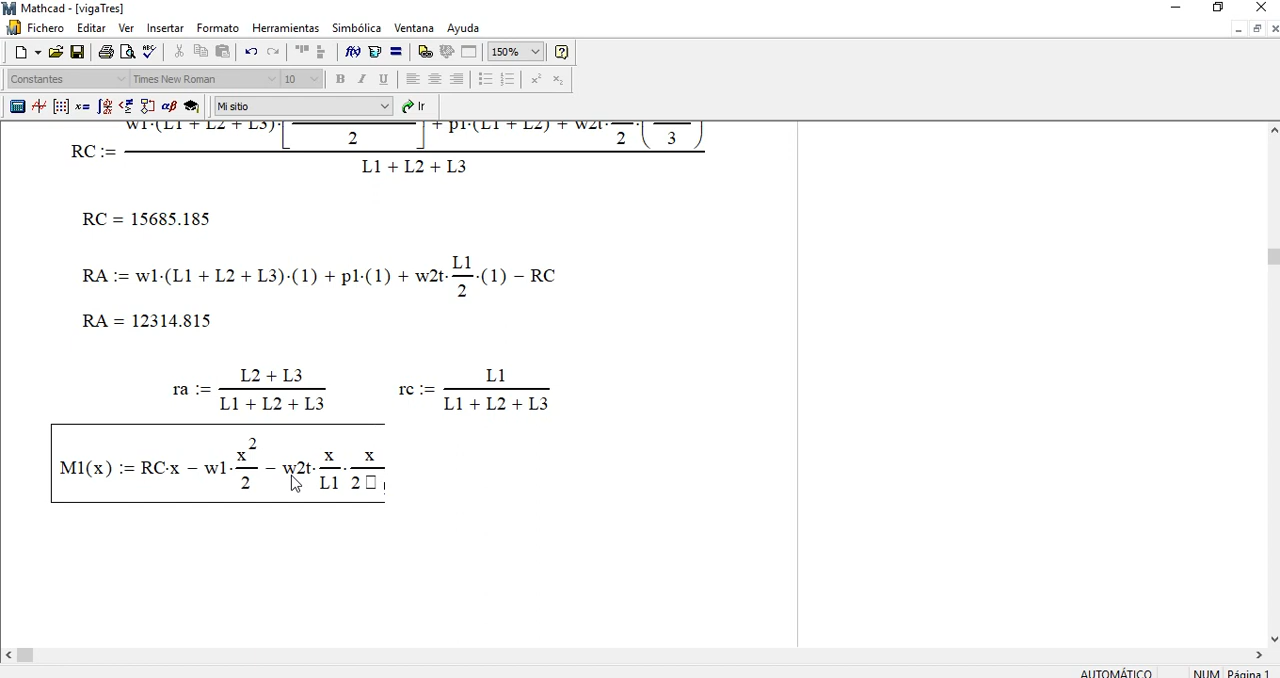 Mathcad - [vigaTres]
Fichero Editar Ver Insertar Formato Herramientas Simbólica Ventana Ayuda
150%
Constantes Times New Roman 10 B I U
αβ Mi sitio Ir
RC := w1·(L1 + L2 + L3)·[ / 2 ] + p1·(L1 + L2) + w2t· / 2 ·( / 3 )
L1 + L2 + L3
RC = 15685.185
RA := w1·(L1 + L2 + L3)·(1) + p1·(1) + w2t·L1/2·(1) − RC
RA = 12314.815
ra := (L2 + L3)/(L1 + L2 + L3) rc := L1/(L1 + L2 + L3)
M1(x) := RC·x − w1·x²/2 − w2t·x/L1·x/2
AUTOMÁTICO NUM Página 1